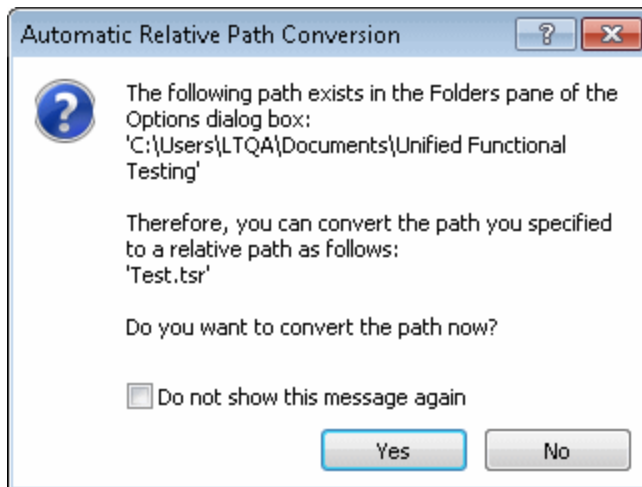 Automatic Relative Path Conversion
?
The following path exists in the Folders pane of the
Options dialog box:
'C:\Users\LTQA\Documents\Unified Functional
Testing'
Therefore, you can convert the path you specified
to a relative path as follows:
'Test.tsr'
Do you want to convert the path now?
Do not show this message again
Yes No